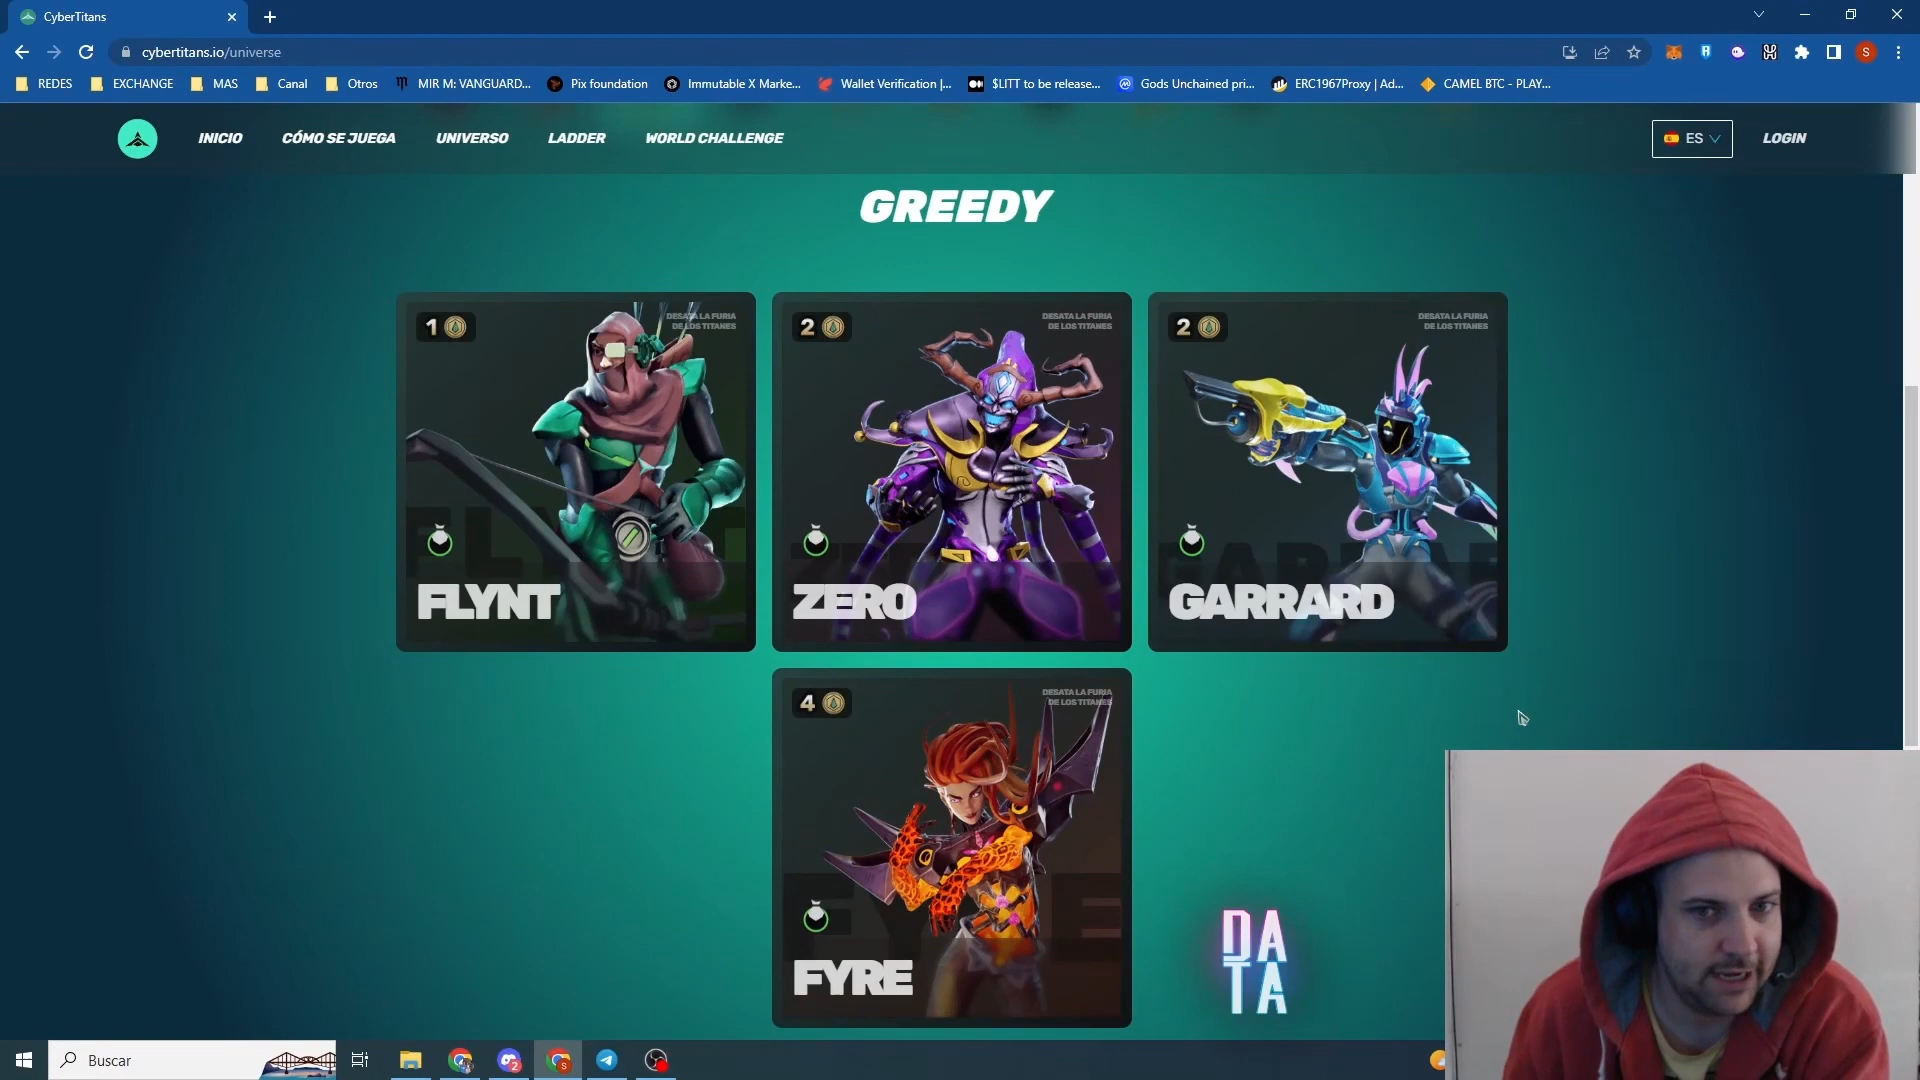 CyberTitans
cybertitans.io/universe
S
REDES
EXCHANGE
MAS
Canal
Otros
MIR M: VANGUARD...
Pix foundation
Immutable X Marke...
Wallet Verification |...
$LITT to be release...
Gods Unchained pri...
ERC1967Proxy | Ad...
CAMEL BTC - PLAY...
INICIO
CÓMO SE JUEGA
UNIVERSO
LADDER
WORLD CHALLENGE
ES
LOGIN
GREEDY
1
DESATA LA FURIA
DE LOS TITANES
FLYNT
2
DESATA LA FURIA
DE LOS TITANES
ZERO
2
DESATA LA FURIA
DE LOS TITANES
GARRARD
4
DESATA LA FURIA
DE LOS TITANES
FYRE
DA
TA
Buscar
2
S